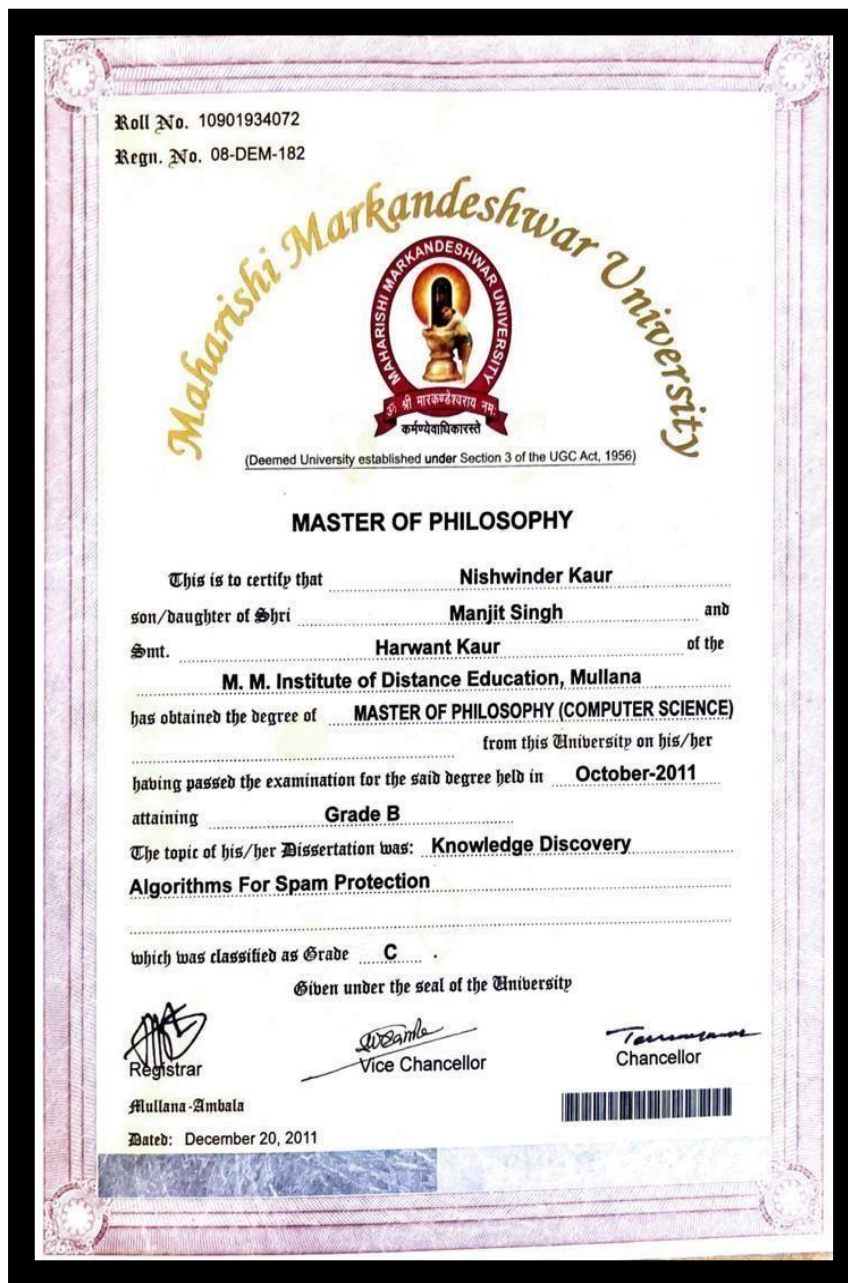 Roll No. 10901934072
Regn. No. 08-DEM-182
Maharishi Markandeshwar University
MAHARISHI MARKANDESHWAR UNIVERSITY
ॐ श्री मारकण्डेश्वराय नमः
कर्मण्येवाधिकारस्ते
(Deemed University established under Section 3 of the UGC Act, 1956)
MASTER OF PHILOSOPHY
This is to certify that Nishwinder Kaur
son/daughter of Shri Manjit Singh and
Smt. Harwant Kaur of the
M. M. Institute of Distance Education, Mullana
has obtained the degree of MASTER OF PHILOSOPHY (COMPUTER SCIENCE)
from this University on his/her
having passed the examination for the said degree held in October-2011
attaining Grade B
The topic of his/her Dissertation was: Knowledge Discovery
Algorithms For Spam Protection
which was classified as Grade C .
Given under the seal of the University
Registrar Vice Chancellor Chancellor
Mullana-Ambala
Dated: December 20, 2011